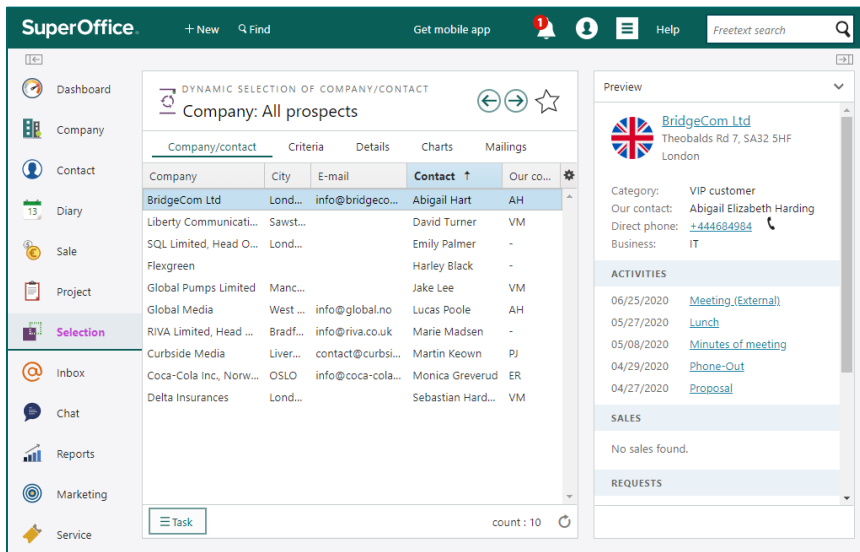 SuperOffice.
+ New
Find
Get mobile app
1
Help
Freetext search
Dashboard
Company
Contact
13
Diary
Sale
Project
Selection
Inbox
Chat
Reports
Marketing
Service
DYNAMIC SELECTION OF COMPANY/CONTACT
Company: All prospects
Company/contact Criteria Details Charts Mailings
Company City E-mail Contact ↑ Our co...
BridgeCom Ltd Lond... info@bridgeco... Abigail Hart AH
Liberty Communicati... Sawst... David Turner VM
SQL Limited, Head O... Lond... Emily Palmer -
Flexgreen Harley Black -
Global Pumps Limited Manc... Jake Lee VM
Global Media West ... info@global.no Lucas Poole AH
RIVA Limited, Head ... Bradf... info@riva.co.uk Marie Madsen -
Curbside Media Liver... contact@curbsi... Martin Keown PJ
Coca-Cola Inc., Norw... OSLO info@coca-cola... Monica Greverud ER
Delta Insurances Lond... Sebastian Hard... VM
Task
count : 10
Preview
BridgeCom Ltd
Theobalds Rd 7, SA32 5HF
London
Category: VIP customer
Our contact: Abigail Elizabeth Harding
Direct phone: +444684984
Business: IT
ACTIVITIES
06/25/2020 Meeting (External)
05/27/2020 Lunch
05/08/2020 Minutes of meeting
04/29/2020 Phone-Out
04/27/2020 Proposal
SALES
No sales found.
REQUESTS